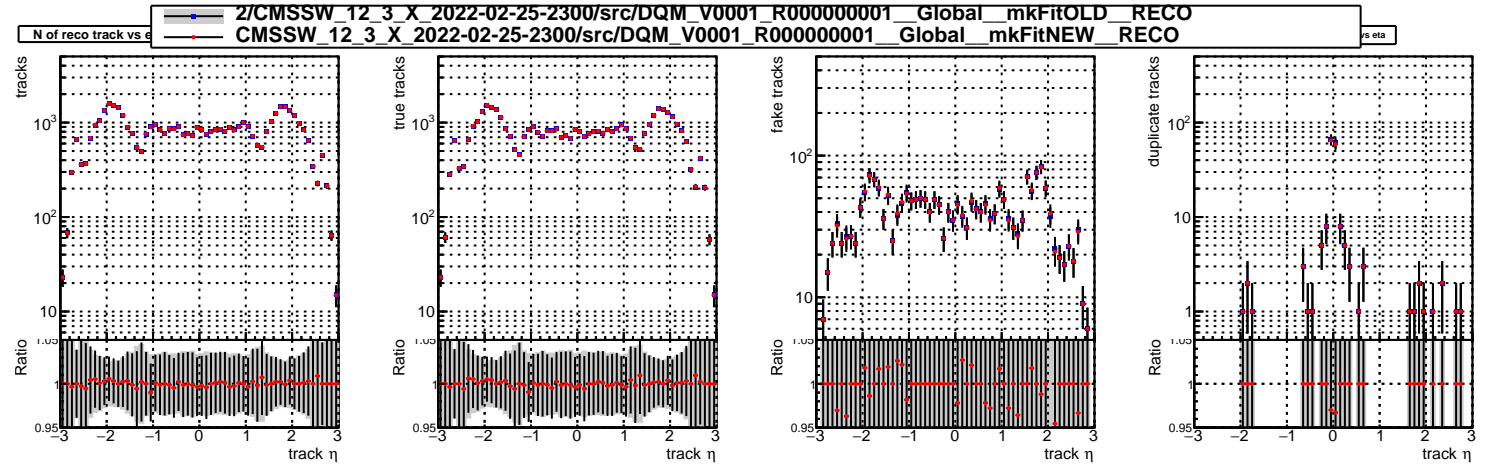 2/CMSSW_12_3_X_2022-02-25-2300/src/DQM_V0001_R000000001__Global__mkFitOLD__RECO
CMSSW_12_3_X_2022-02-25-2300/src/DQM_V0001_R000000001__Global__mkFitNEW__RECO
N of reco track vs e
vs eta
tracks
10³
10²
10
Ratio
1.05
1
0.95
−3 −2 −1 0 1 2 3
track η
true tracks
10³
10²
10
Ratio
1.05
1
0.95
−3 −2 −1 0 1 2 3
track η
fake tracks
10²
10
Ratio
1.05
1
0.95
−3 −2 −1 0 1 2 3
track η
duplicate tracks
10²
10
1
Ratio
1.05
1
0.95
−3 −2 −1 0 1 2 3
track η